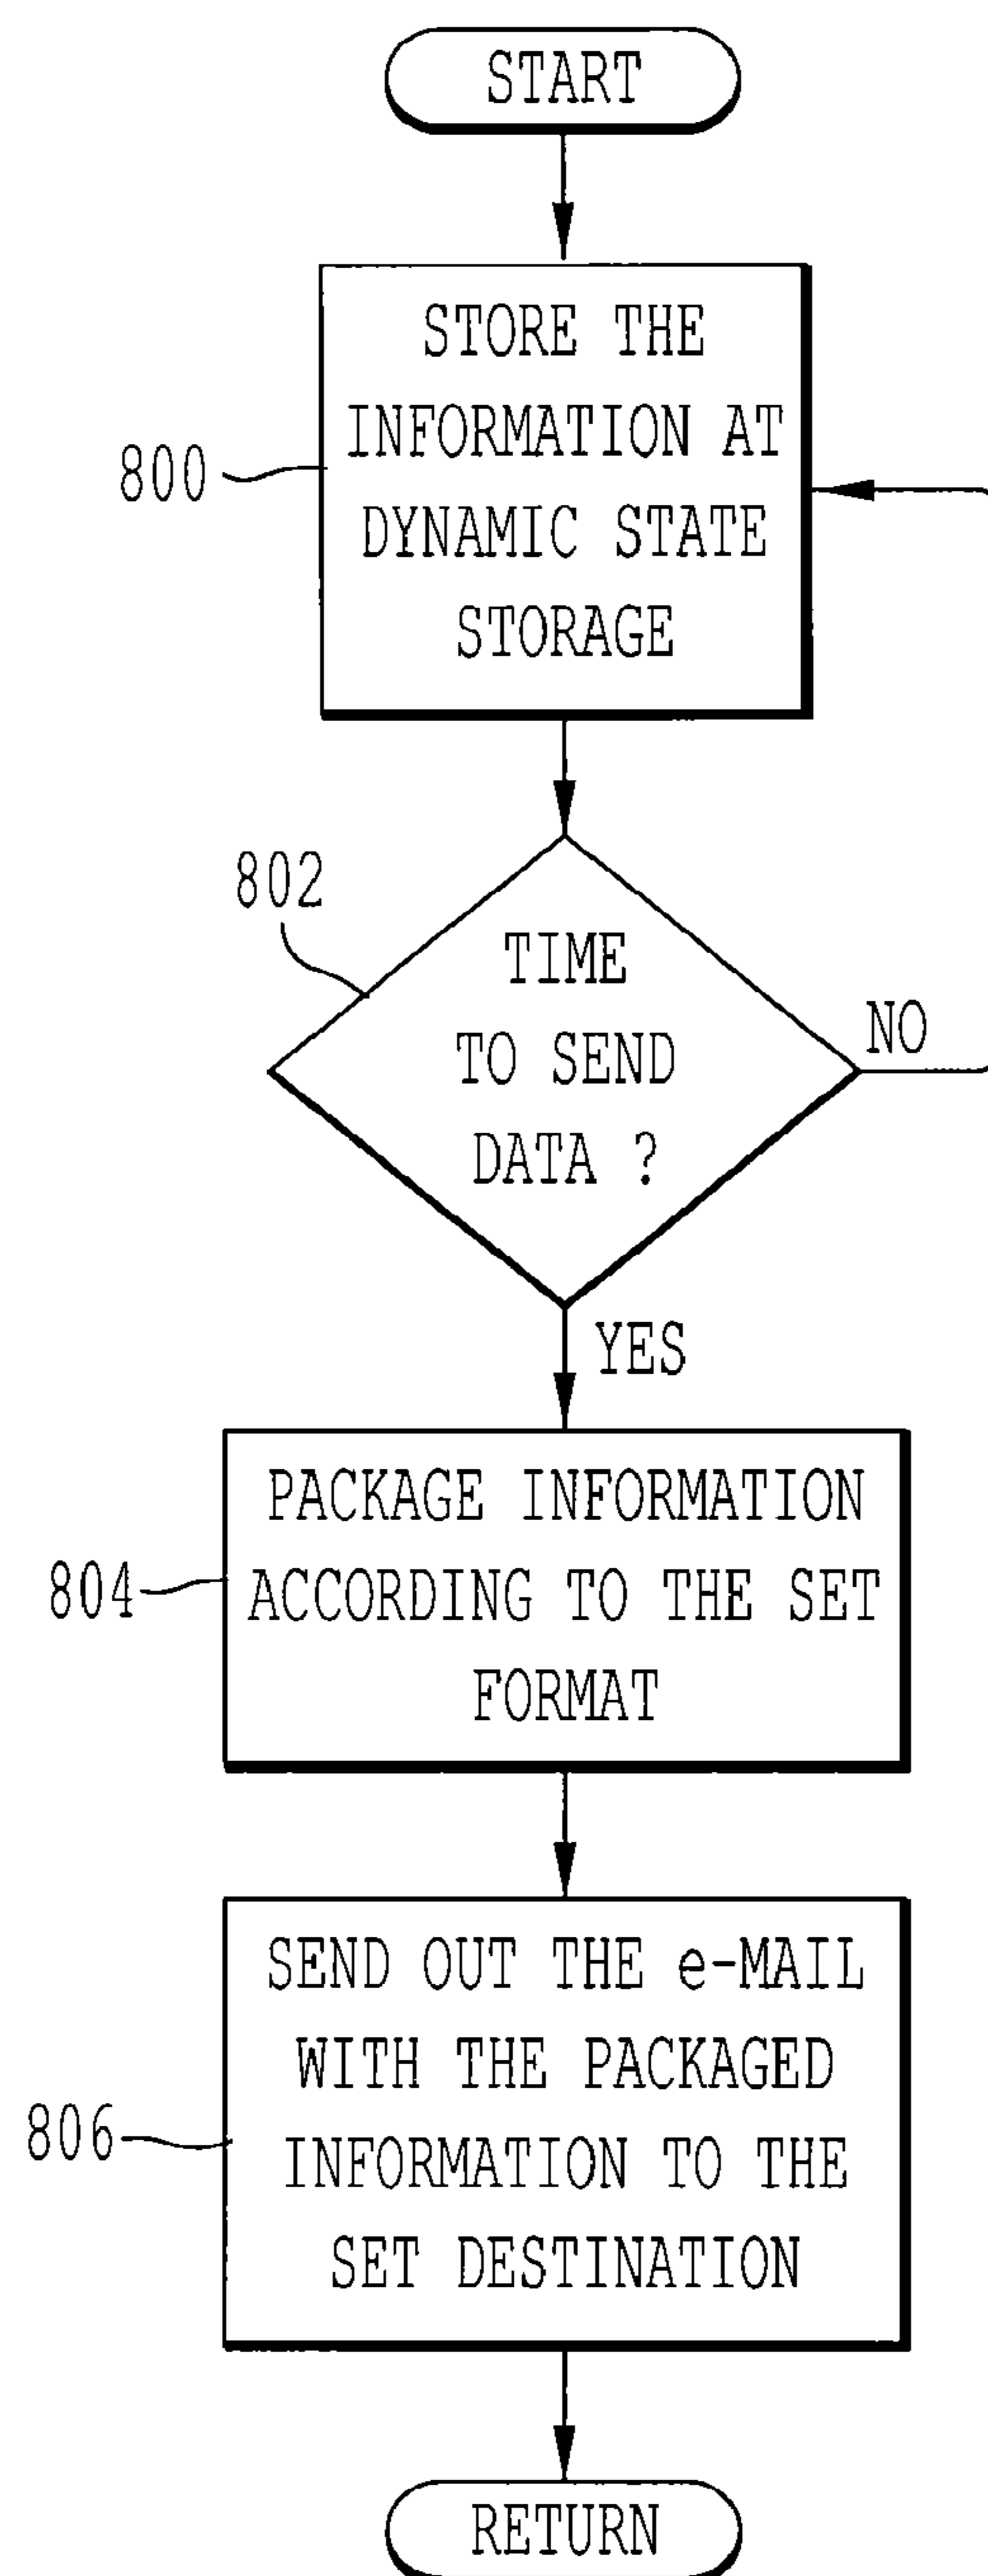 START
STORE THE
INFORMATION AT
DYNAMIC STATE
STORAGE
800
802
TIME
TO SEND
DATA ?
NO
YES
PACKAGE INFORMATION
ACCORDING TO THE SET
FORMAT
804
SEND OUT THE e-MAIL
WITH THE PACKAGED
INFORMATION TO THE
SET DESTINATION
806
RETURN